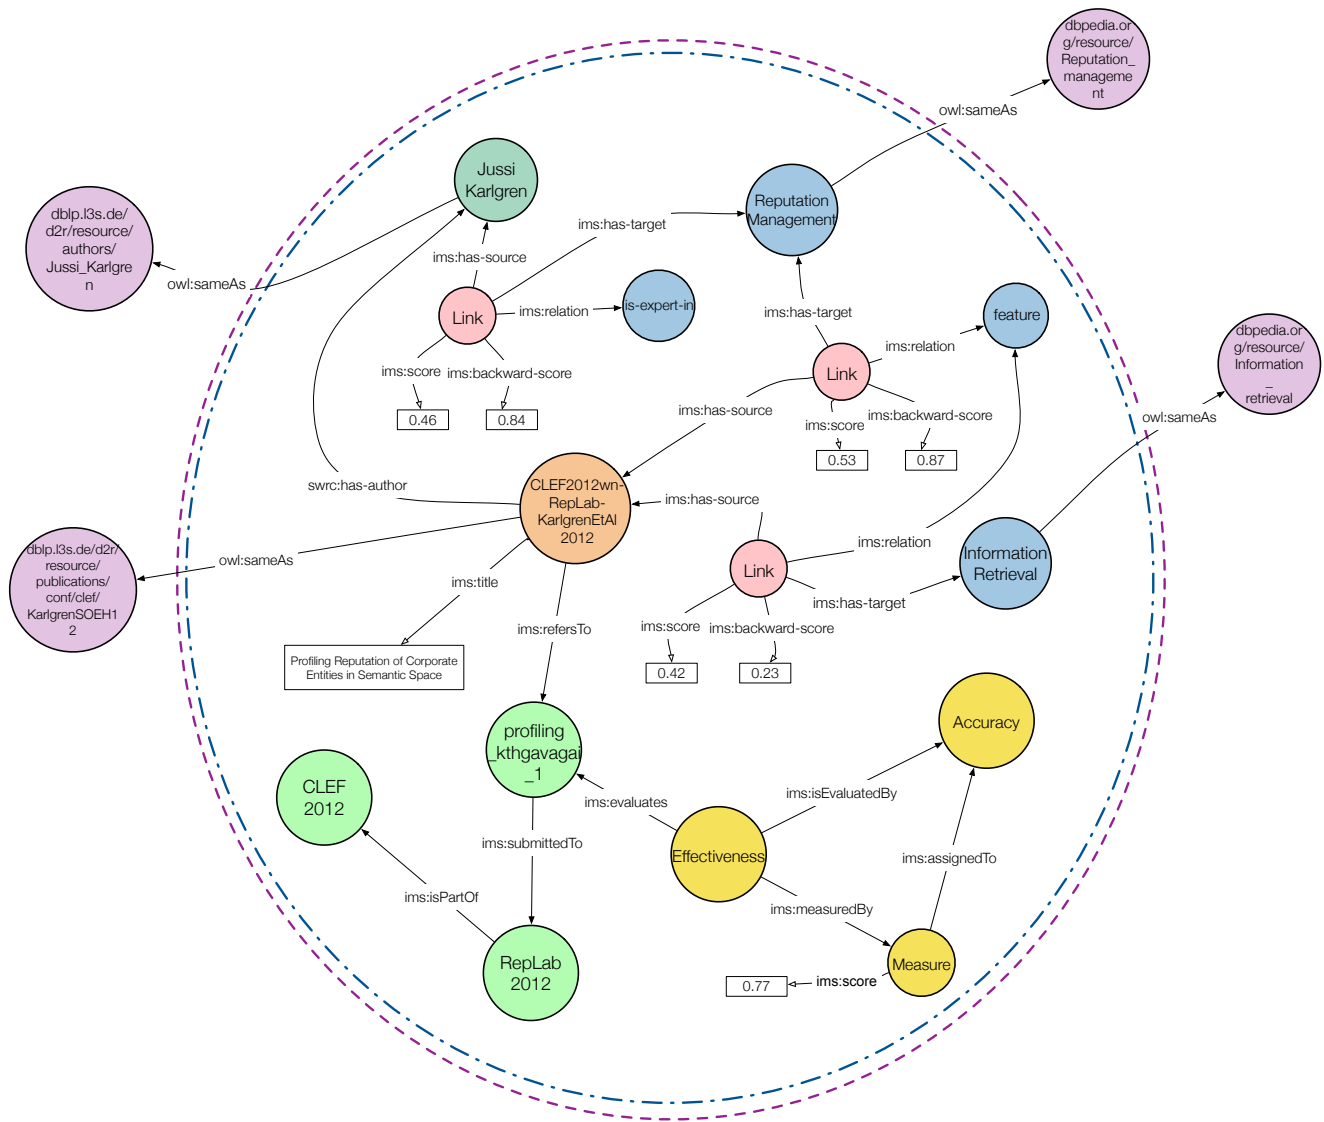 dbpedia.or
g/resource/
Reputation_
manageme
nt
owl:sameAs
Jussi
Karlgren
Reputation
Management
dblp.l3s.de/
d2r/resource/
authors/
Jussi_Karlgre
n
owl:sameAs
ims:has-source
ims:has-target
Link
ims:relation
is-expert-in
ims:score
ims:backward-score
0.46
0.84
ims:has-target
feature
ims:relation
Link
ims:has-source
ims:score
ims:backward-score
0.53
0.87
dbpedia.or
g/resource/
Information
_
retrieval
owl:sameAs
swrc:has-author
CLEF2012wn-
RepLab-
KarlgrenEtAl
2012
ims:has-source
ims:relation
Information
Retrieval
Link
ims:has-target
ims:score
ims:backward-score
0.42
0.23
dblp.l3s.de/d2r/
resource/
publications/
conf/clef/
KarlgrenSOEH1
2
owl:sameAs
ims:title
Profiling Reputation of Corporate
Entities in Semantic Space
ims:refersTo
profiling
_kthgavagai
_1
CLEF
2012
ims:evaluates
ims:isEvaluatedBy
Accuracy
ims:submittedTo
Effectiveness
ims:assignedTo
ims:isPartOf
ims:measuredBy
RepLab
2012
Measure
ims:score
0.77